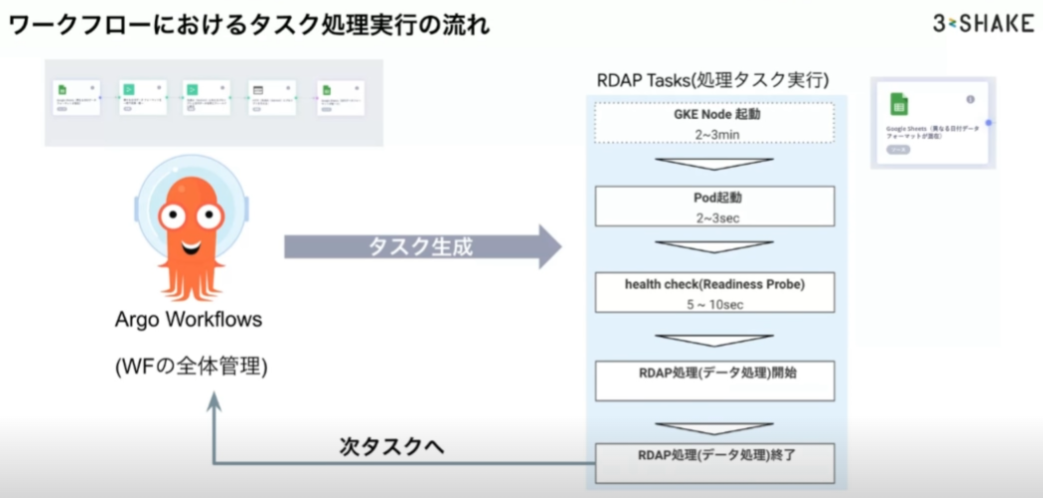 ワークフローにおけるタスク処理実行の流れ
3-SHAKE
RDAP Tasks(処理タスク実行)
GKE Node 起動
2~3min
Google Sheets（異なる日付データ
フォーマットが混在）
Pod起動
2~3sec
タスク生成
health check(Readiness Probe)
5 ~ 10sec
Argo Workflows
(WFの全体管理)
RDAP処理(データ処理)開始
次タスクへ
RDAP処理(データ処理)終了